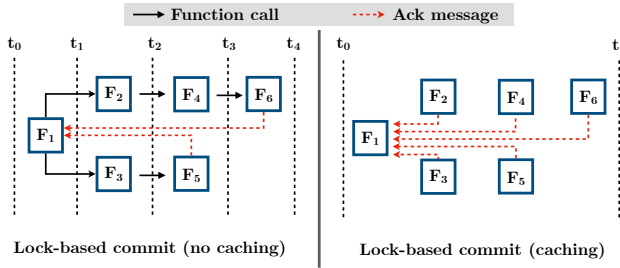 Function call Ack message
t0 t1 t2 t3 t4 t0 t
F2 F4 F6 F2 F4 F6
F1 F1
F3 F5 F3 F5
Lock-based commit (no caching) Lock-based commit (caching)